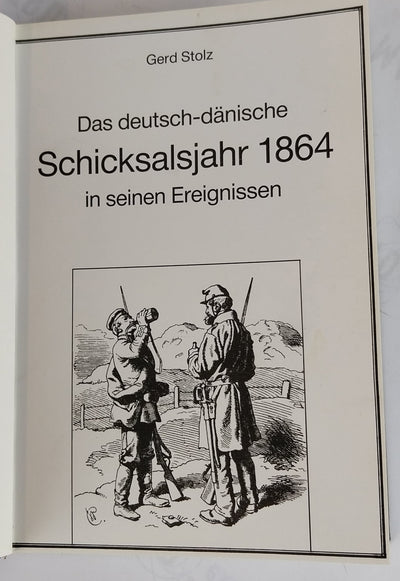 Gerd Stolz
Das deutsch-dänische
Schicksalsjahr 1864
in seinen Ereignissen